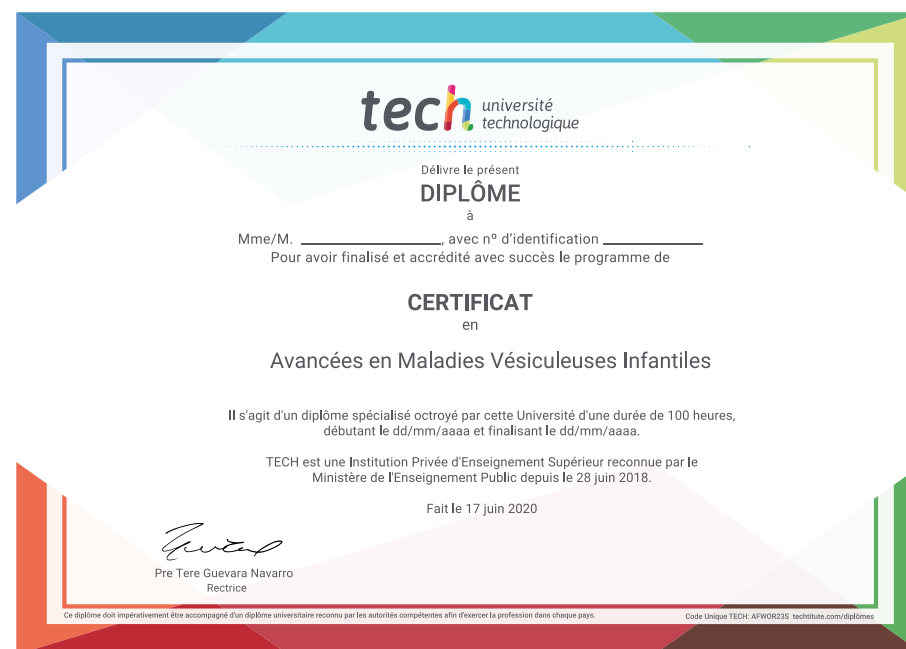 tech université
technologique
Délivre le présent
DIPLÔME
à
Mme/M. ____________________, avec nº d'identification ______________
Pour avoir finalisé et accrédité avec succès le programme de
CERTIFICAT
en
Avancées en Maladies Vésiculeuses Infantiles
Il s'agit d'un diplôme spécialisé octroyé par cette Université d'une durée de 100 heures,
débutant le dd/mm/aaaa et finalisant le dd/mm/aaaa.
TECH est une Institution Privée d'Enseignement Supérieur reconnue par le
Ministère de l'Enseignement Public depuis le 28 juin 2018.
Fait le 17 juin 2020
Pre Tere Guevara Navarro
Rectrice
Ce diplôme doit impérativement être accompagné d'un diplôme universitaire reconnu par les autorités compétentes afin d'exercer la profession dans chaque pays.
Code Unique TECH: AFWOR23S techtitute.com/diplômes